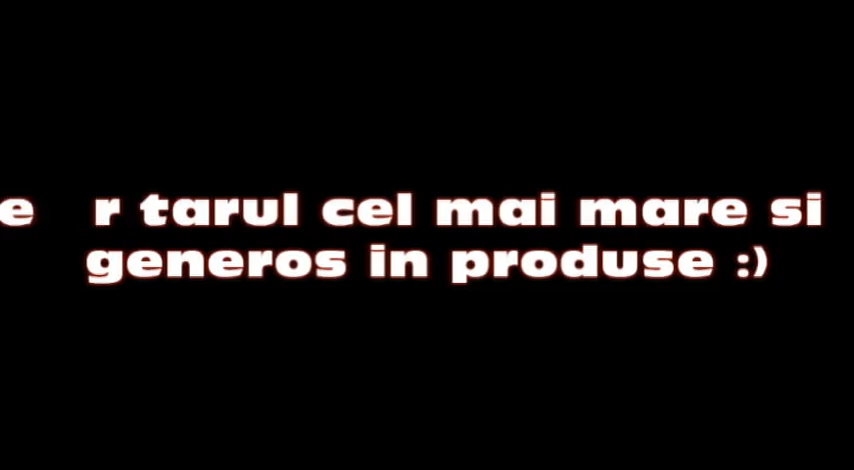 e r tarul cel mai mare si
generos in produse :)